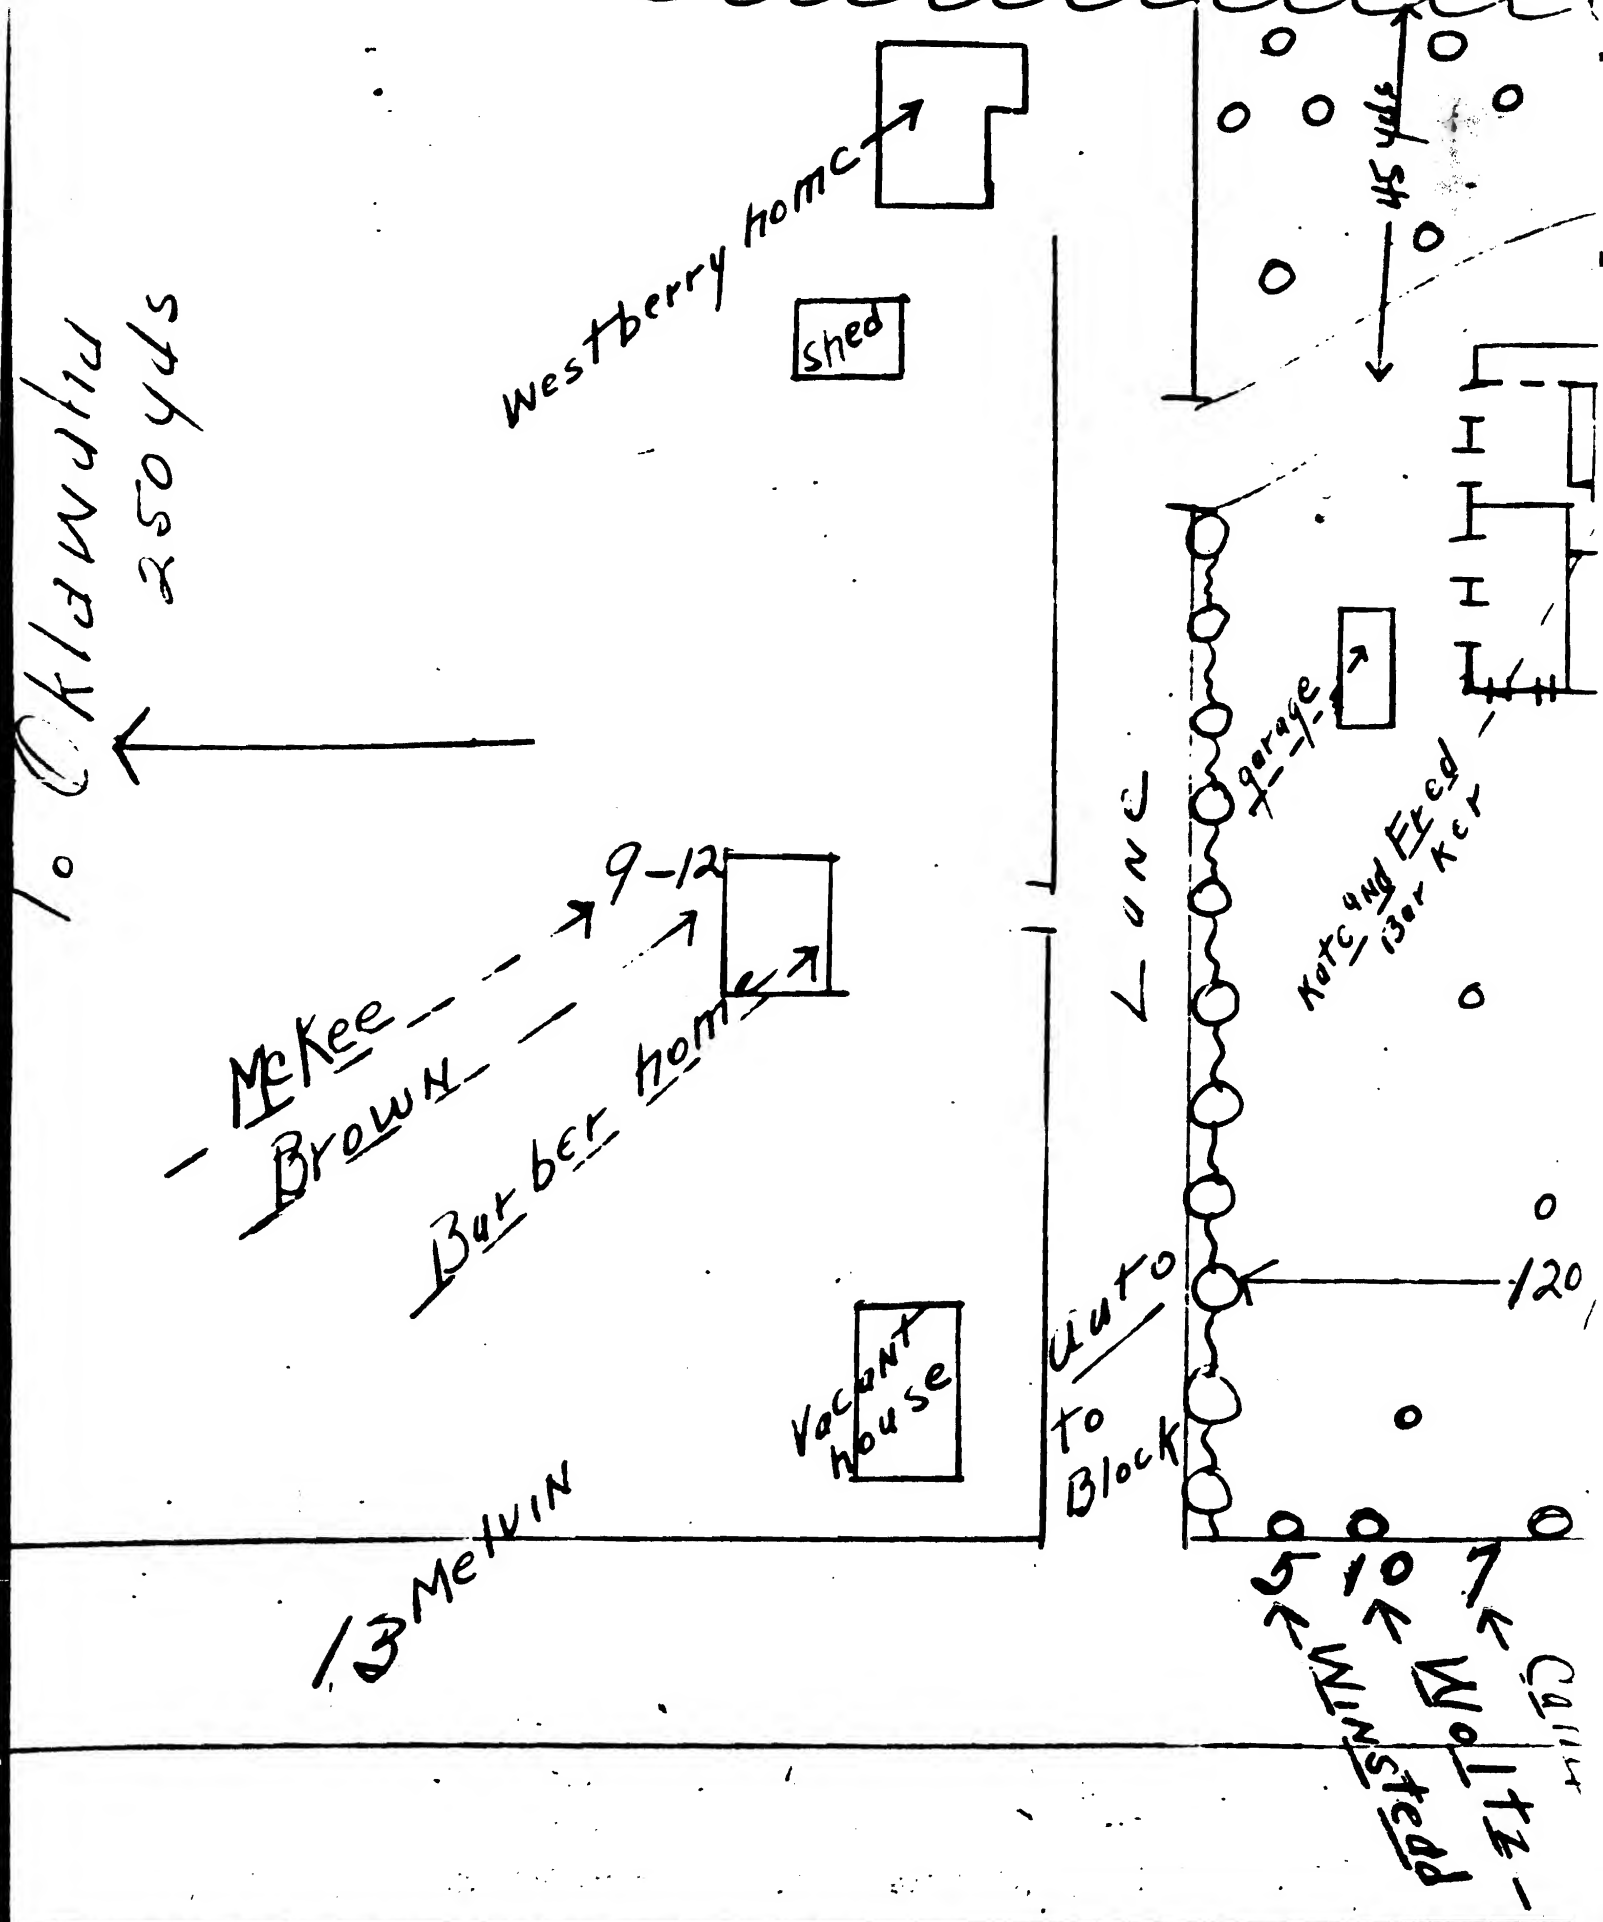 45 yds
Westberry home
shed
To Oklawaha
250 yds
garage
Lane
Kate and Fred
Barker
9-12
McKee
Brown
Barber home
120
auto
to
Block
Vacant
house
13 Melvin
5 10 7
Winstead
Woltz-